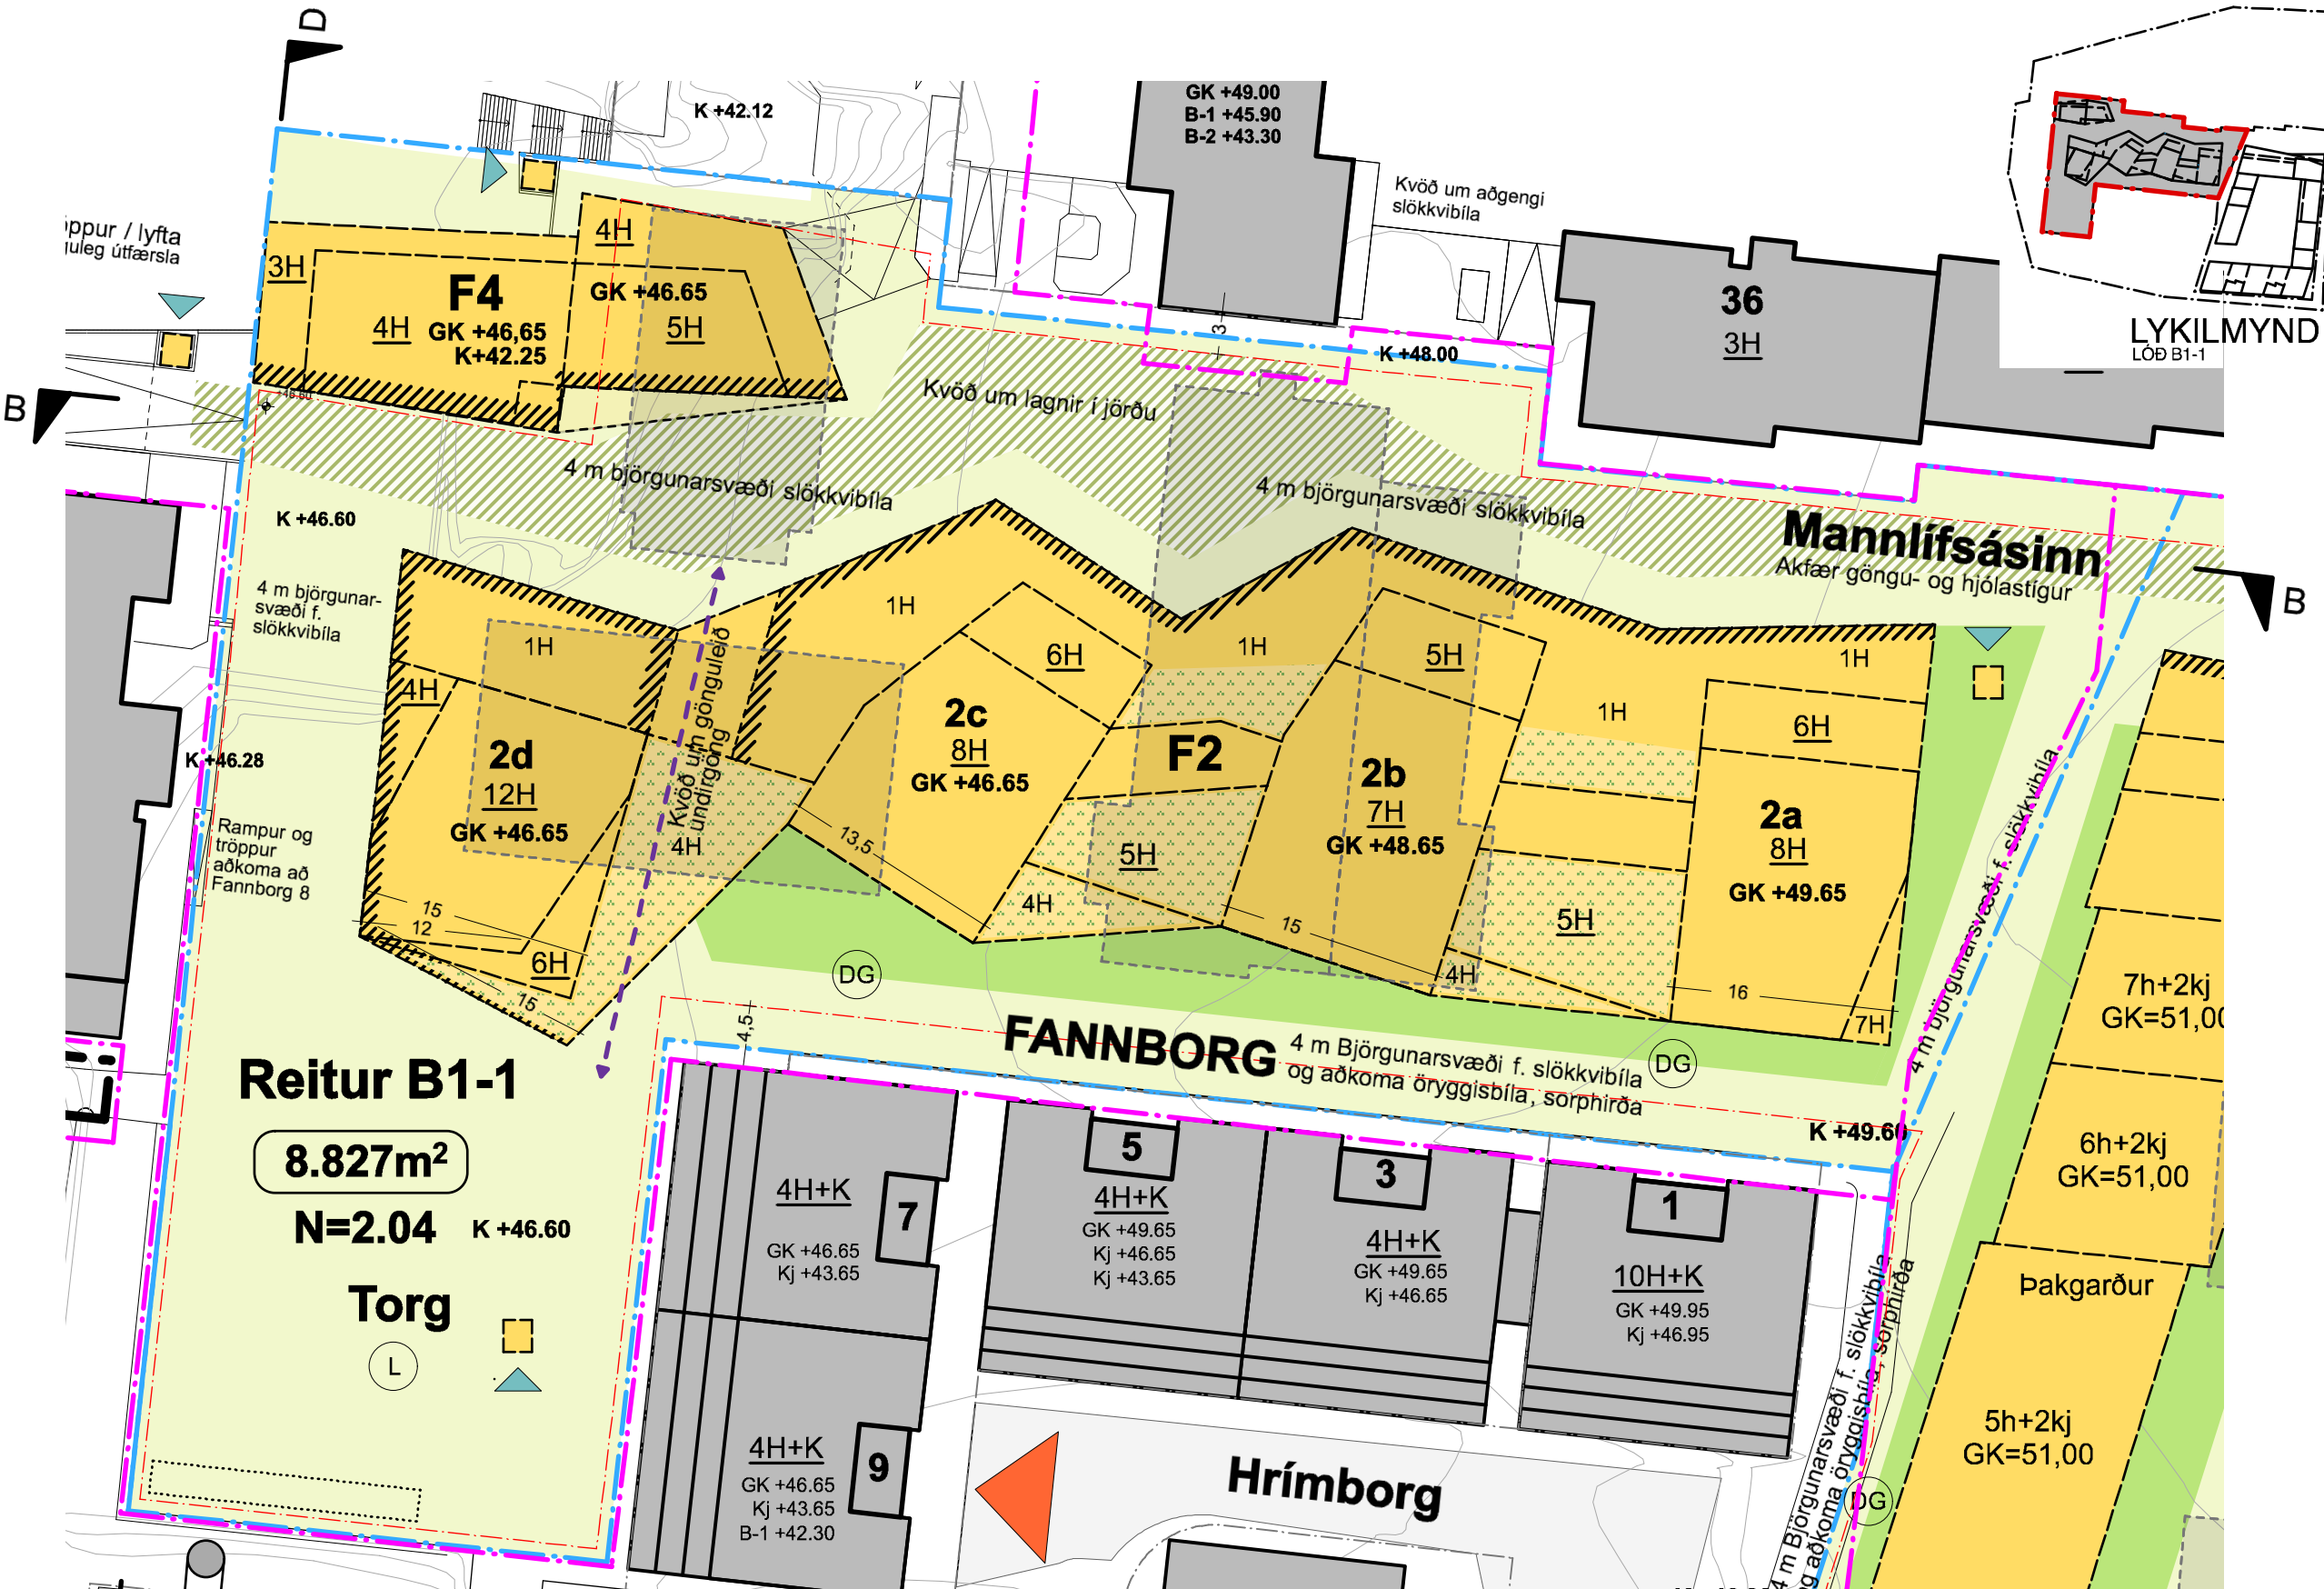 D
K +42.12
GK +49.00
B-1 +45.90
B-2 +43.30
Kvöð um aðgengi
slökkvibíla
LYKILMYND
LÓÐ B1-1
lyfta
útfærsla
3H
4H
F4
4H
GK +46,65
K+42.25
GK +46.65
5H
3
K +48.00
36
3H
B
+46.60
Kvöð um lagnir í jörðu
4 m björgunarsvæði slökkvibíla
4 m björgunarsvæði slökkvibíla
Mannlífsásinn
Akfær göngu- og hjólastígur
B
K +46.60
4 m björgunar-
svæði f.
slökkvibíla
1H
4H
2d
12H
GK +46.65
15
12
6H
15
Kvöð um gönguleið
undirgöng
4H
1H
6H
2c
8H
GK +46.65
13,5
F2
5H
4H
1H
5H
2b
7H
GK +48.65
15
4H
1H
5H
1H
6H
2a
8H
GK +49.65
16
7H
K +46.28
Rampur og
tröppur
aðkoma að
Fannborg 8
DG
DG
4,5
FANNBORG
4 m Björgunarsvæði f. slökkvibíla
og aðkoma öryggisbíla, sorphirða
4 m björgunarsvæði f. slökkvibíla
K +49.60
Reitur B1-1
8.827m²
N=2.04
K +46.60
Torg
L
4H+K
7
GK +46.65
Kj +43.65
4H+K
9
GK +46.65
Kj +43.65
B-1 +42.30
5
4H+K
GK +49.65
Kj +46.65
Kj +43.65
3
4H+K
GK +49.65
Kj +46.65
1
10H+K
GK +49.95
Kj +46.95
Hrímborg
4 m Björgunarsvæði f. slökkvibíla
og aðkoma öryggisbíla, sorphirða
DG
7h+2kj
GK=51,00
6h+2kj
GK=51,00
Þakgarður
5h+2kj
GK=51,00